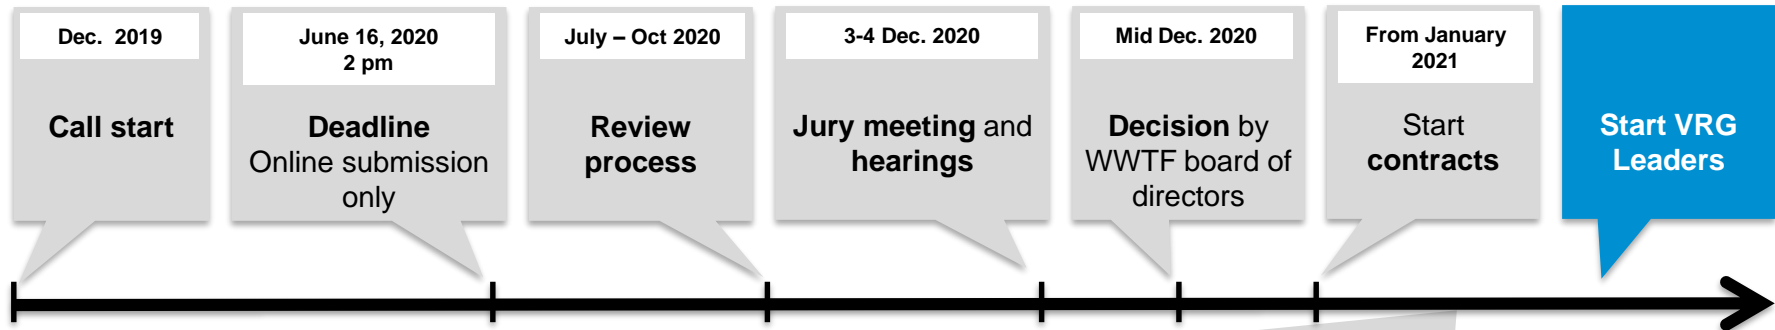 Dec. 2019
Call start
June 16, 2020
2 pm
Deadline
Online submission
only
July – Oct 2020
Review
process
3-4 Dec. 2020
Jury meeting and
hearings
Mid Dec. 2020
Decision by
WWTF board of
directors
From January
2021
Start
contracts
Start VRG
Leaders